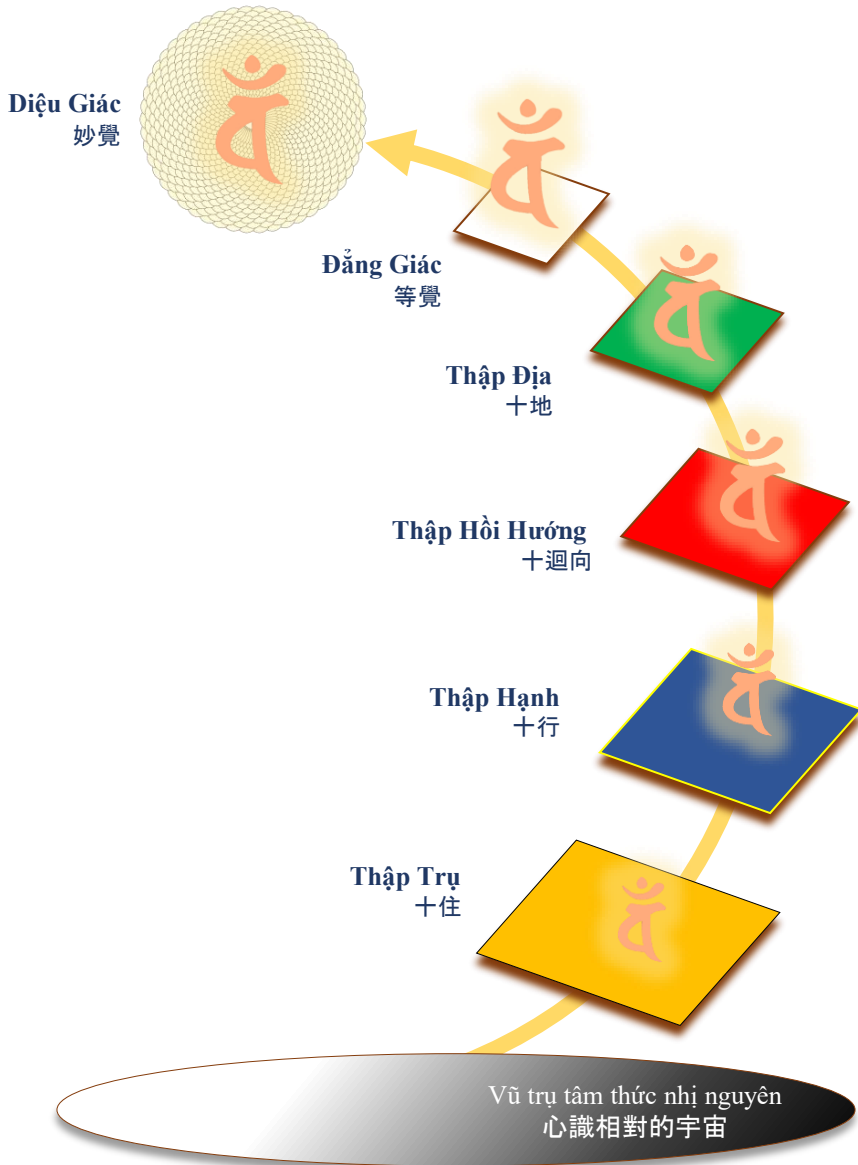 Diệu Giác
妙覺
वँ
वँ
Đẳng Giác
等覺
वँ
Thập Địa
十地
वँ
Thập Hồi Hướng
十迴向
वँ
Thập Hạnh
十行
वँ
Thập Trụ
十住
Vũ trụ tâm thức nhị nguyên
心識相對的宇宙